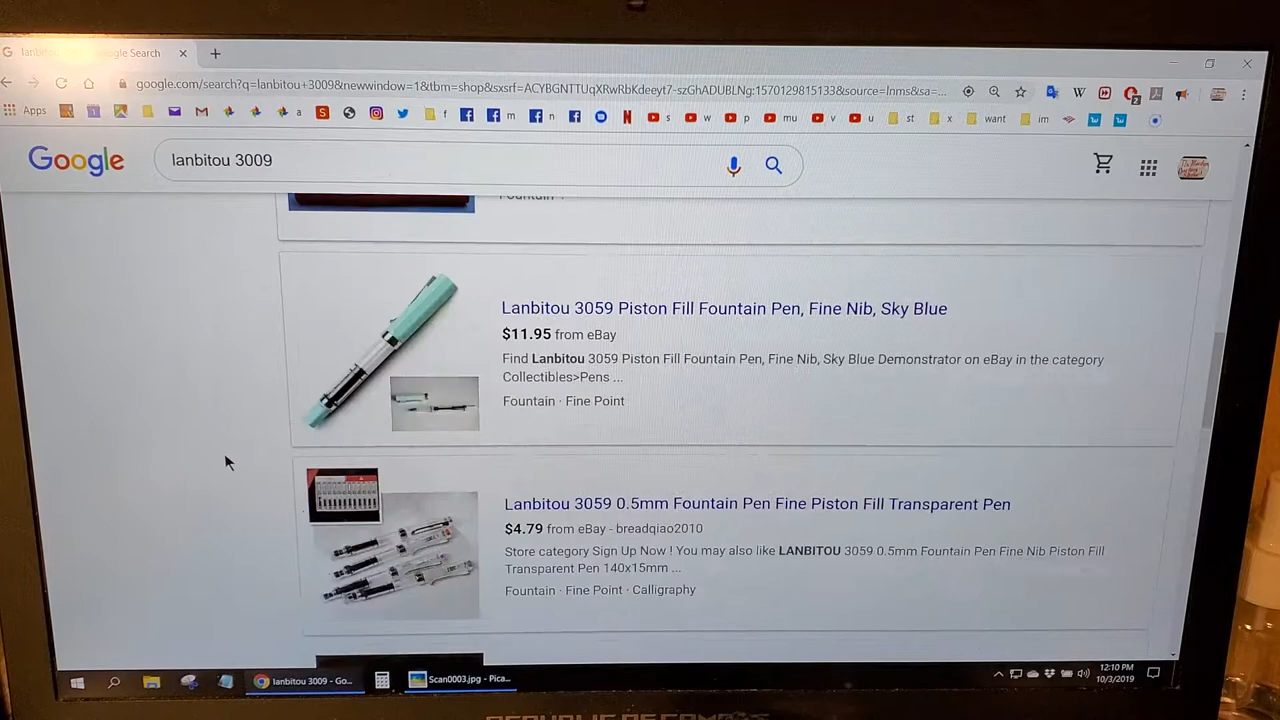 Google Search
google.com/search?q=lanbitou+3009&newwindow=1&tbm=shop&sxsrf=ACYBGNTTUqXRwRbKdeeyt7-szGhADU8LNg:1570129815133&source=lnms&sa=...
Apps a f m n s w p mu v u st x want im
Google lanbitou 3009
Fountain
Lanbitou 3059 Piston Fill Fountain Pen, Fine Nib, Sky Blue
$11.95 from eBay
Find Lanbitou 3059 Piston Fill Fountain Pen, Fine Nib, Sky Blue Demonstrator on eBay in the category
Collectibles>Pens ...
Fountain · Fine Point
Lanbitou 3059 0.5mm Fountain Pen Fine Piston Fill Transparent Pen
$4.79 from eBay - breadqiao2010
Store category Sign Up Now ! You may also like LANBITOU 3059 0.5mm Fountain Pen Fine Nib Piston Fill
Transparent Pen 140x15mm ...
Fountain · Fine Point · Calligraphy
lanbitou 3009 - Go...
Scan0003.jpg - Pica...
12:10 PM
10/3/2019